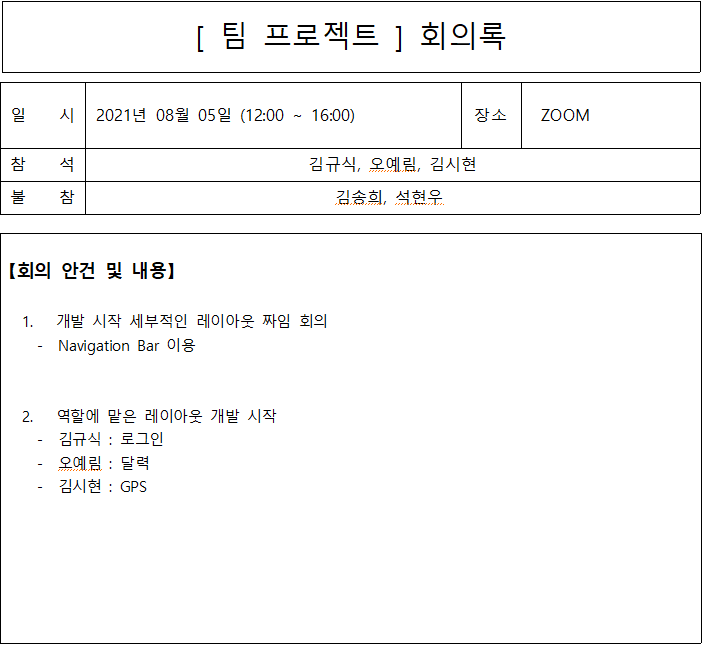 [ 팀 프로젝트 ] 회의록
일 시 2021년 08월 05일 (12:00 ~ 16:00) 장소 ZOOM
참 석 김규식, 오예림, 김시현
불 참 김송희, 석현우
【회의 안건 및 내용】
1. 개발 시작 세부적인 레이아웃 짜임 회의
- Navigation Bar 이용
2. 역할에 맡은 레이아웃 개발 시작
- 김규식 : 로그인
- 오예림 : 달력
- 김시현 : GPS